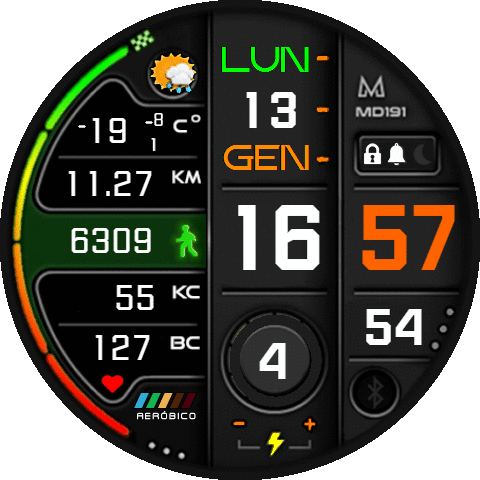 LUN
13
GEN
MD191
-19 -8 C°
1
11.27 KM
6309
55 KC
127 BC
AERÓBICO
16
57
54
4
- +